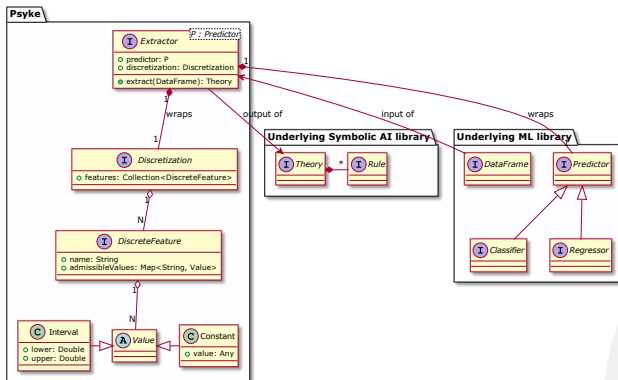 Psyke
I Extractor
P : Predictor
predictor: P
discretization: Discretization
extract(DataFrame): Theory
1
1
wraps
output of
input of
wraps
1
1
I Discretization
features: Collection<DiscreteFeature>
1
N
I DiscreteFeature
name: String
admissibleValues: Map<String, Value>
1
N
C Interval
lower: Double
upper: Double
A Value
C Constant
value: Any
Underlying Symbolic AI library
I Theory
*
I Rule
Underlying ML library
I DataFrame
I Predictor
I Classifier
I Regressor